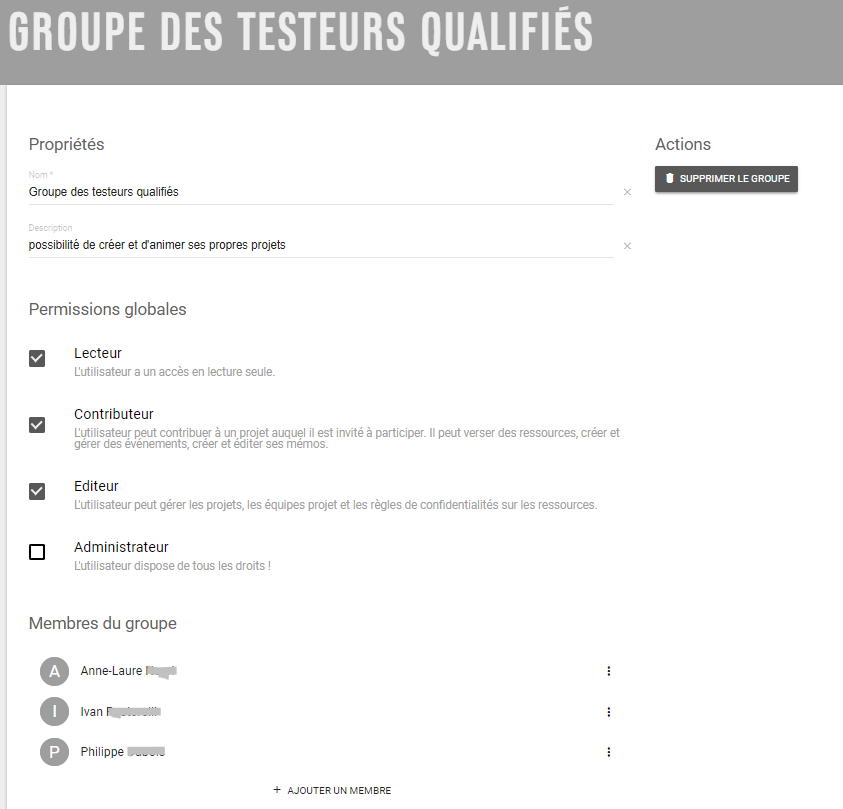 GROUPE DES TESTEURS QUALIFIÉS
Propriétés
Actions
Nom *
Groupe des testeurs qualifiés
SUPPRIMER LE GROUPE
Description
possibilité de créer et d'animer ses propres projets
Permissions globales
Lecteur
L'utilisateur a un accès en lecture seule.
Contributeur
L'utilisateur peut contribuer à un projet auquel il est invité à participer. Il peut verser des ressources, créer et
gérer des évènements, créer et éditer ses mémos.
Editeur
L'utilisateur peut gérer les projets, les équipes projet et les règles de confidentialités sur les ressources.
Administrateur
L'utilisateur dispose de tous les droits !
Membres du groupe
A Anne-Laure
I Ivan
P Philippe
+ AJOUTER UN MEMBRE